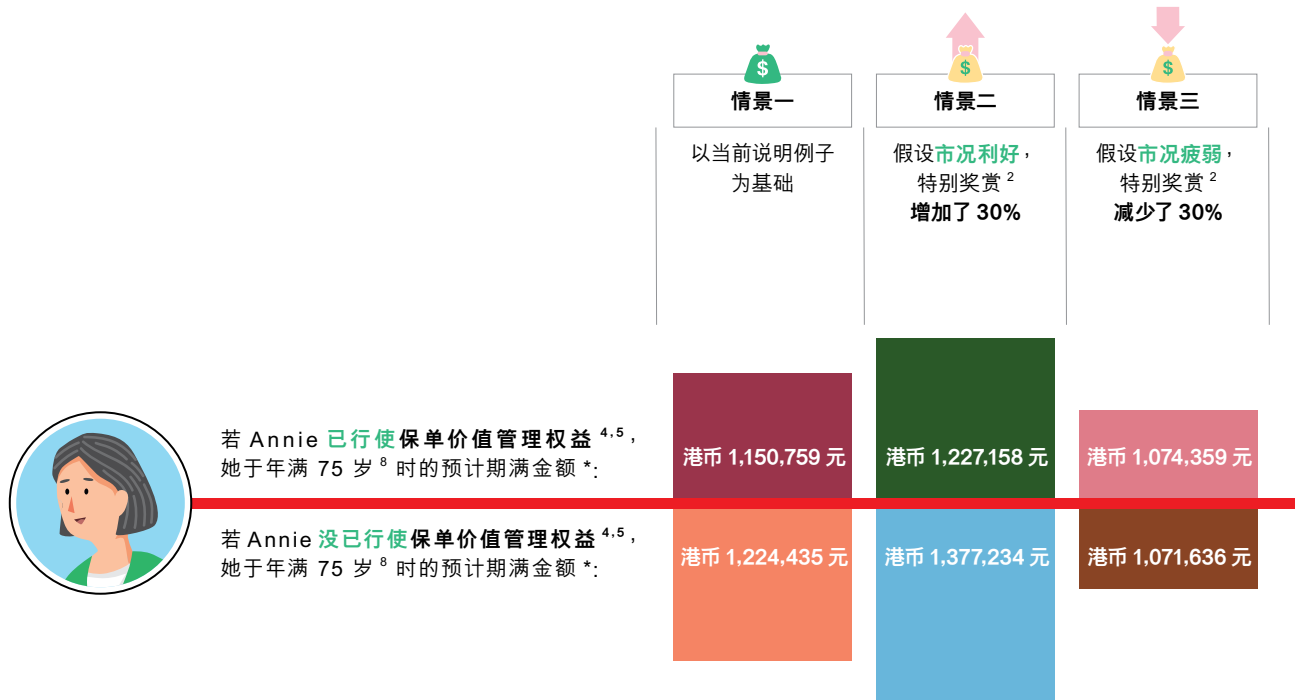 $
$
$
情景一
情景二
情景三
以当前说明例子
为基础
假设市况利好，
特别奖赏 2
增加了 30%
假设市况疲弱，
特别奖赏 2
减少了 30%
若 Annie 已行使保单价值管理权益 4,5，
她于年满 75 岁 8 时的预计期满金额 *:
港币 1,150,759 元
港币 1,227,158 元
港币 1,074,359 元
若 Annie 没已行使保单价值管理权益 4,5，
她于年满 75 岁 8 时的预计期满金额 *:
港币 1,224,435 元
港币 1,377,234 元
港币 1,071,636 元